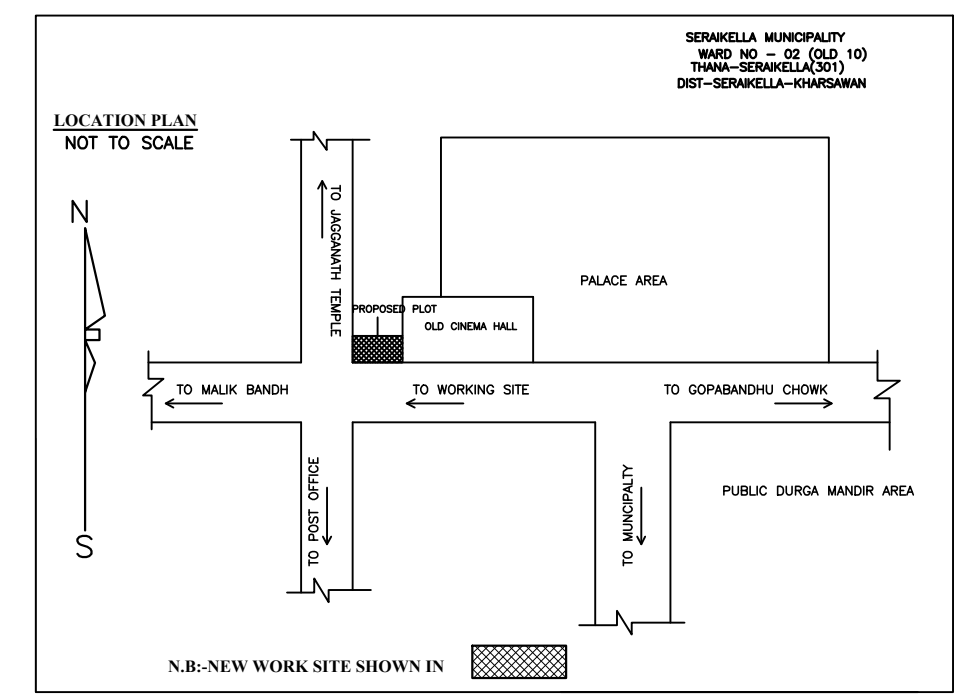 SERAIKELLA MUNICIPALITY
WARD NO - 02 (OLD 10)
THANA-SERAIKELLA(301)
DIST-SERAIKELLA-KHARSAWAN
LOCATION PLAN
NOT TO SCALE
N
S
TO JAGGANATH TEMPLE
PALACE AREA
PROPOSED PLOT
OLD CINEMA HALL
TO MALIK BANDH
TO WORKING SITE
TO GOPABANDHU CHOWK
TO POST OFFICE
TO MUNCIPALTY
PUBLIC DURGA MANDIR AREA
N.B:-NEW WORK SITE SHOWN IN